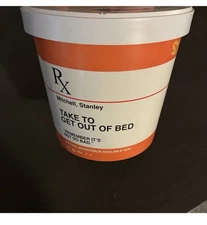 Rx
Mitchell, Stanley
TAKE TO
GET OUT OF BED
"REMEMBER IT'S
NOT SO BAD"